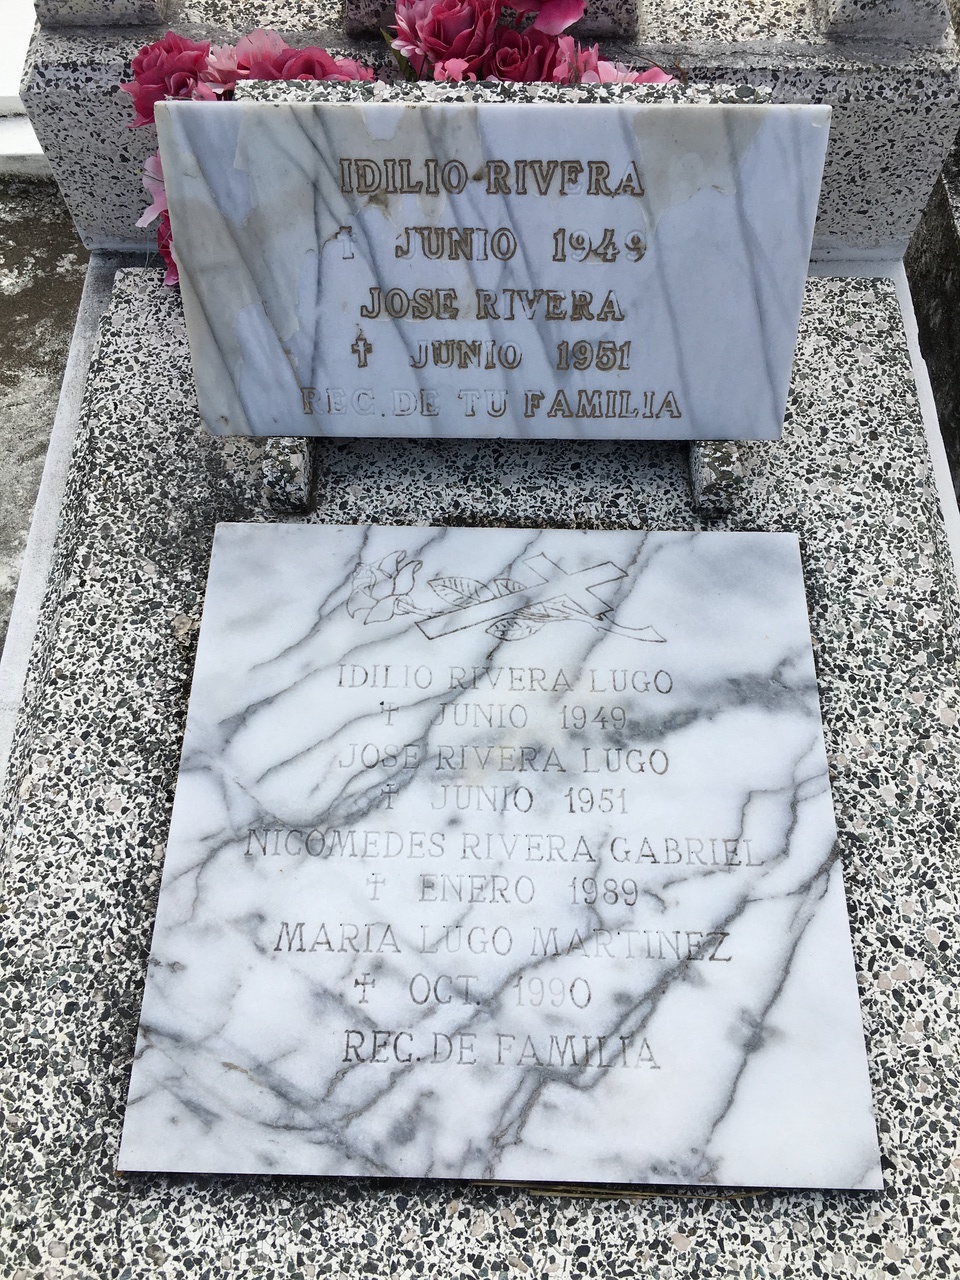 IDILIO RIVERA
✝ JUNIO 1949
JOSE RIVERA
✝ JUNIO 1951
REC. DE TU FAMILIA
IDILIO RIVERA LUGO
✝ JUNIO 1949
JOSE RIVERA LUGO
✝ JUNIO 1951
NICOMEDES RIVERA GABRIEL
✝ ENERO 1989
MARIA LUGO MARTINEZ
✝ OCT. 1990
REC. DE FAMILIA